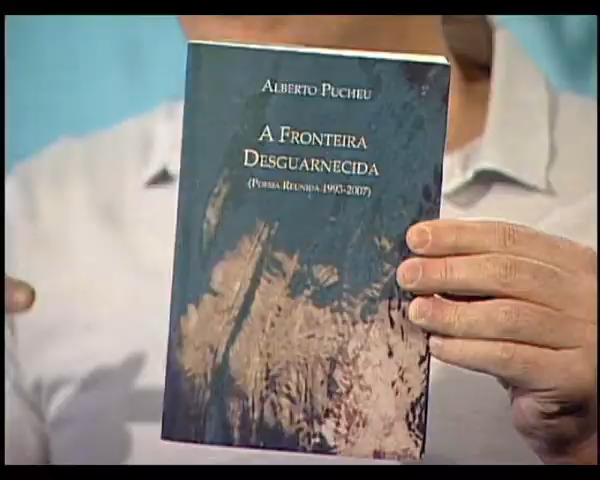 Alberto Pucheu
A Fronteira
Desguarnecida
(Poesia Reunida 1993-2007)